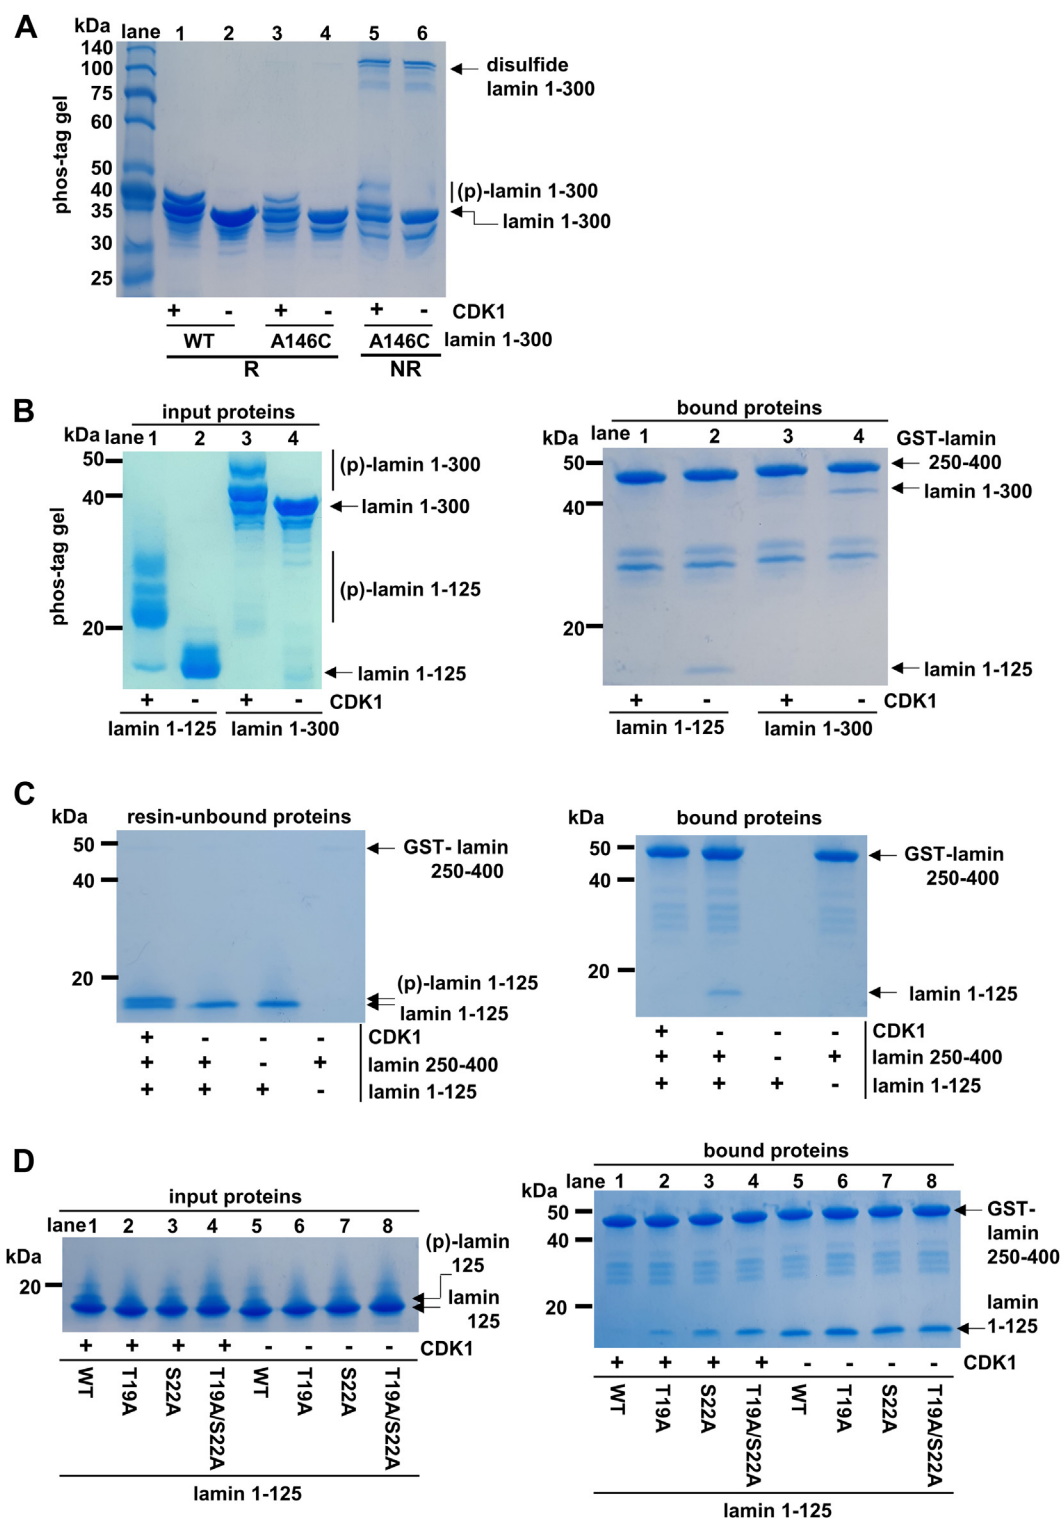 A
kDa lane 1 2 3 4 5 6
140
100
75
60
50
40
35
30
25
phos-tag gel
disulfide
lamin 1-300
(p)-lamin 1-300
lamin 1-300
+ - + - + - CDK1
WT A146C A146C lamin 1-300
R NR
B
input proteins
kDa lane 1 2 3 4
50
40
20
phos-tag gel
(p)-lamin 1-300
lamin 1-300
(p)-lamin 1-125
lamin 1-125
+ - + - CDK1
lamin 1-125 lamin 1-300
bound proteins
kDa lane 1 2 3 4
50
40
20
GST-lamin
250-400
lamin 1-300
lamin 1-125
+ - + - CDK1
lamin 1-125 lamin 1-300
C
resin-unbound proteins
kDa
50
40
20
GST- lamin
250-400
(p)-lamin 1-125
lamin 1-125
+ - - - CDK1
+ + - + lamin 250-400
+ + + - lamin 1-125
bound proteins
kDa
50
40
20
GST-lamin
250-400
lamin 1-125
+ - - - CDK1
+ + - + lamin 250-400
+ + + - lamin 1-125
D
input proteins
lane 1 2 3 4 5 6 7 8
kDa
20
(p)-lamin
125
lamin
125
+ + + + - - - - CDK1
WT T19A S22A T19A/S22A WT T19A S22A T19A/S22A
lamin 1-125
bound proteins
kDa lane 1 2 3 4 5 6 7 8
50
40
20
GST-
lamin
250-400
lamin
1-125
+ + + + - - - - CDK1
WT T19A S22A T19A/S22A WT T19A S22A T19A/S22A
lamin 1-125